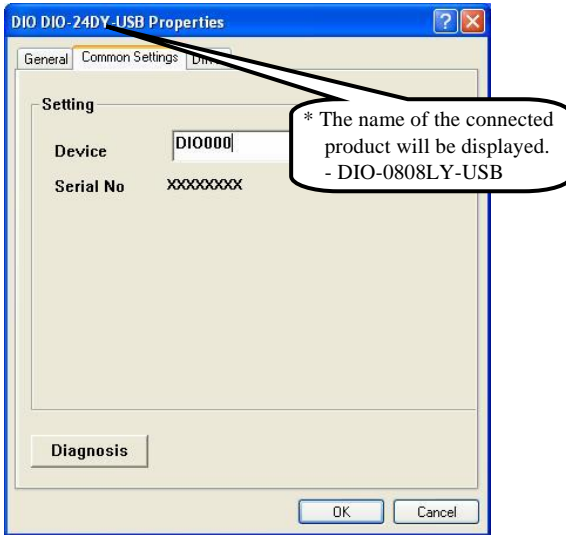 DIO DIO-24DY-USB Properties
General Common Settings
* The name of the connected
product will be displayed.
- DIO-0808LY-USB
Setting
Device DIO000
Serial No XXXXXXXX
Diagnosis
OK Cancel